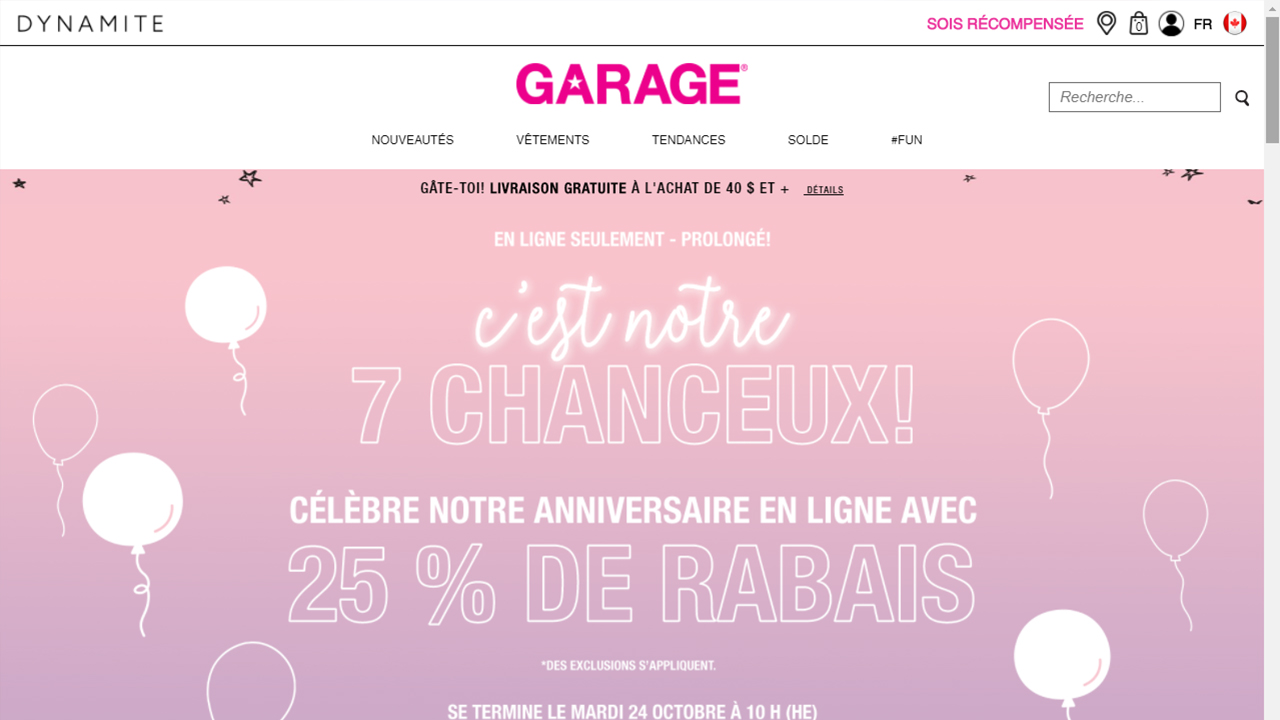 DYNAMITE
SOIS RÉCOMPENSÉE
0
FR
GARAGE®
Recherche...
NOUVEAUTÉS
VÊTEMENTS
TENDANCES
SOLDE
#FUN
GÂTE-TOI! LIVRAISON GRATUITE À L'ACHAT DE 40 $ ET + DÉTAILS
EN LIGNE SEULEMENT - PROLONGÉ!
c'est notre
7 CHANCEUX!
CÉLÈBRE NOTRE ANNIVERSAIRE EN LIGNE AVEC
25 % DE RABAIS
*DES EXCLUSIONS S'APPLIQUENT.
SE TERMINE LE MARDI 24 OCTOBRE À 10 H (HE)